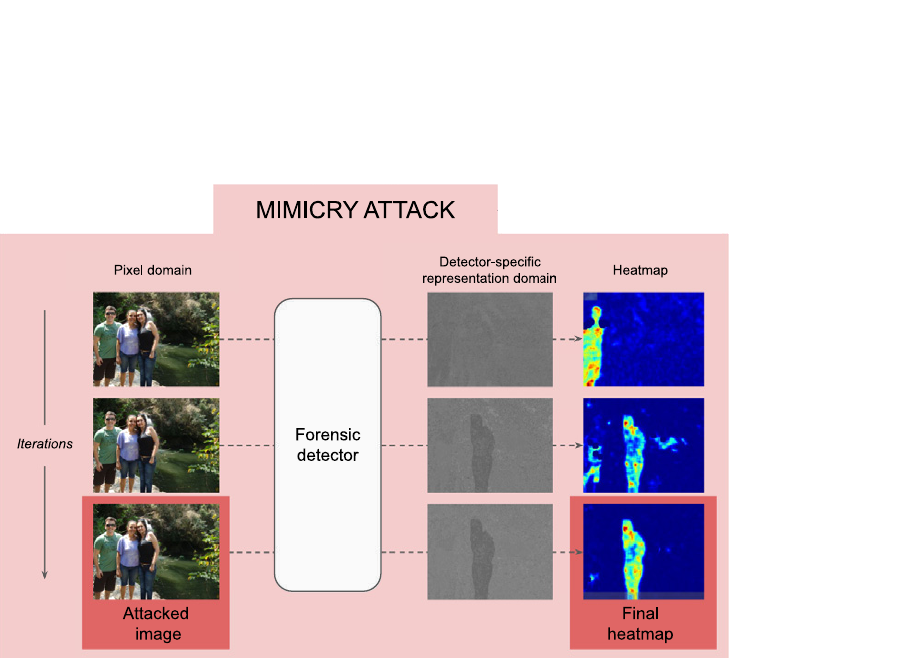 MIMICRY ATTACK
Pixel domain
Detector-specific
representation domain
Heatmap
Iterations
Forensic
detector
Attacked
image
Final
heatmap